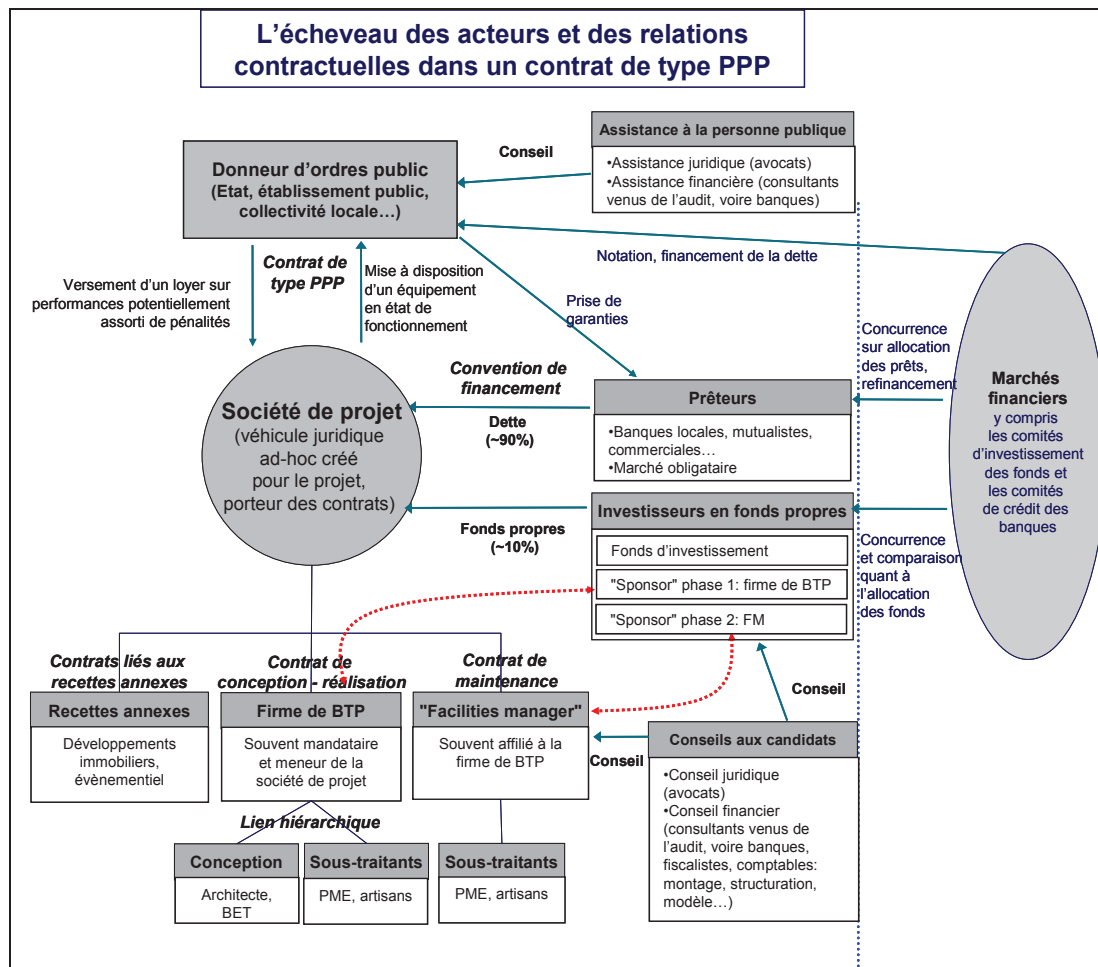 L'écheveau des acteurs et des relations
contractuelles dans un contrat de type PPP
Assistance à la personne publique
•Assistance juridique (avocats)
•Assistance financière (consultants
venus de l'audit, voire banques)
Conseil
Donneur d'ordres public
(Etat, établissement public,
collectivité locale…)
Notation, financement de la dette
Versement d'un loyer sur
performances potentiellement
assorti de pénalités
Contrat de
type PPP
Mise à disposition
d'un équipement
en état de
fonctionnement
Prise de
garanties
Concurrence
sur allocation
des prêts,
refinancement
Marchés
financiers
y compris
les comités
d'investissement
des fonds et
les comités
de crédit des
banques
Convention de
financement
Dette
(~90%)
Prêteurs
•Banques locales, mutualistes,
commerciales…
•Marché obligataire
Société de projet
(véhicule juridique
ad-hoc créé
pour le projet,
porteur des contrats)
Fonds propres
(~10%)
Investisseurs en fonds propres
Fonds d'investissement
"Sponsor" phase 1: firme de BTP
"Sponsor" phase 2: FM
Concurrence
et comparaison
quant à
l'allocation
des fonds
Contrats liés aux
recettes annexes
Contrat de
conception - réalisation
Contrat de
maintenance
Conseil
Recettes annexes
Développements
immobiliers,
évènementiel
Firme de BTP
Souvent mandataire
et meneur de la
société de projet
"Facilities manager"
Souvent affilié à la
firme de BTP
Conseil
Conseils aux candidats
•Conseil juridique
(avocats)
•Conseil financier
(consultants venus de
l'audit, voire banques,
fiscalistes, comptables:
montage, structuration,
modèle…)
Lien hiérarchique
Conception
Architecte,
BET
Sous-traitants
PME, artisans
Sous-traitants
PME, artisans